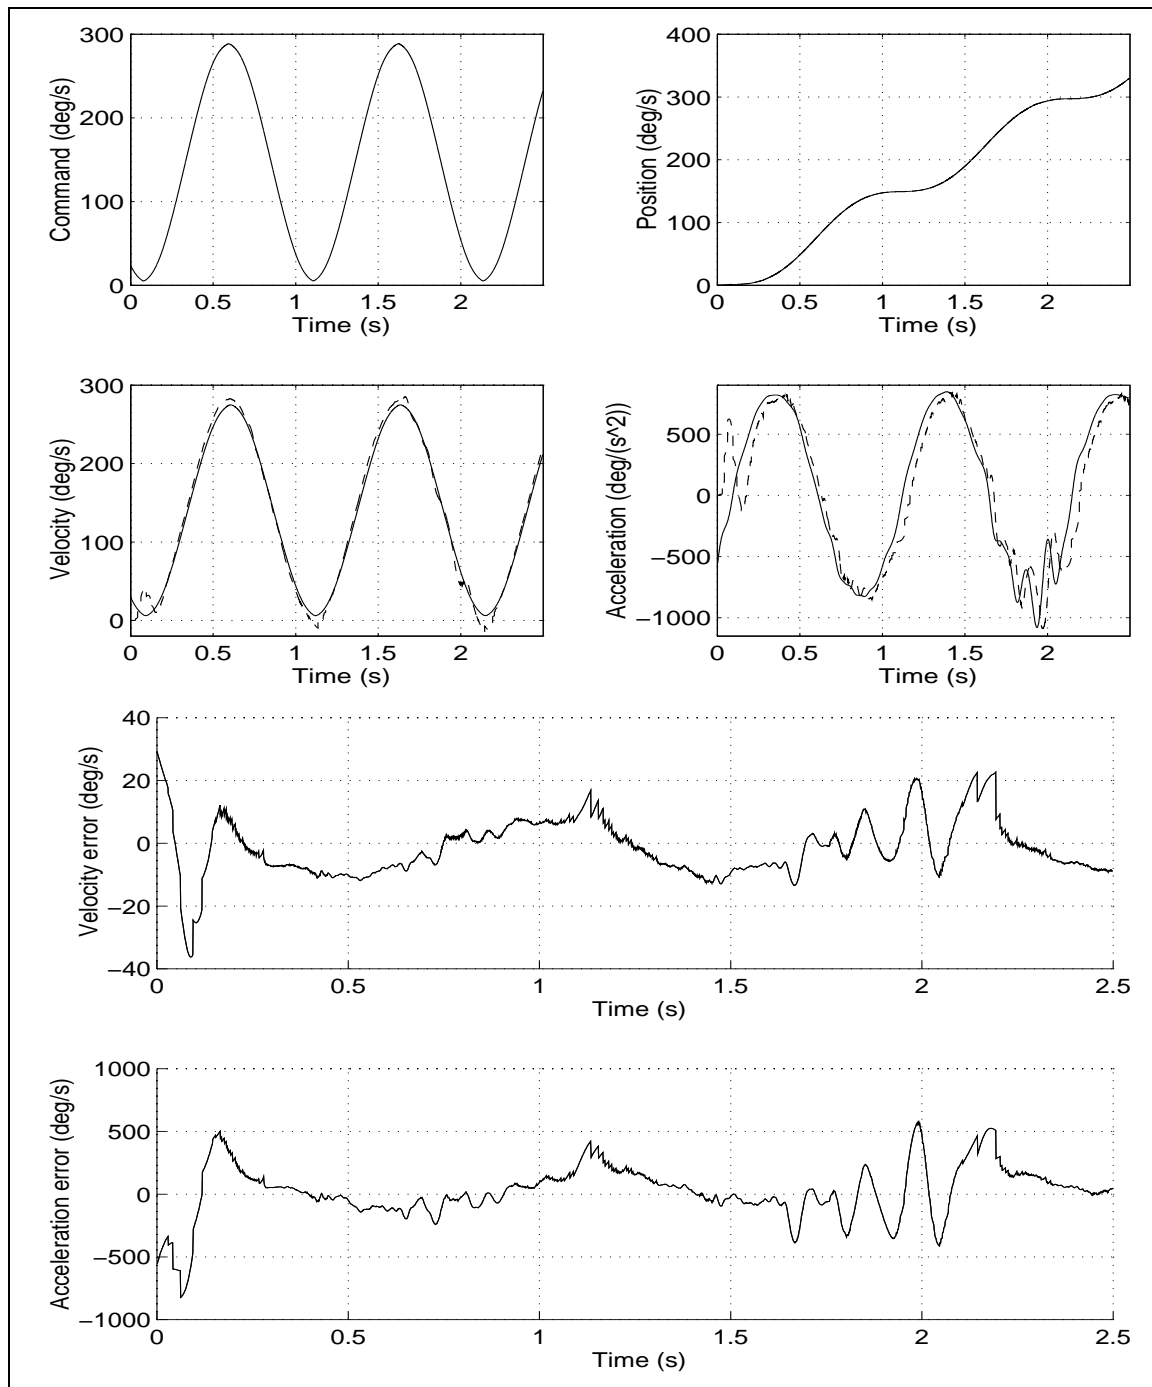 300
200
100
0
Command (deg/s)
0 0.5 1 1.5 2
Time (s)
400
300
200
100
0
Position (deg/s)
0 0.5 1 1.5 2
Time (s)
300
200
100
0
Velocity (deg/s)
0 0.5 1 1.5 2
Time (s)
500
0
−500
−1000
Acceleration (deg/(s^2))
0 0.5 1 1.5 2
Time (s)
40
20
0
−20
−40
Velocity error (deg/s)
0 0.5 1 1.5 2 2.5
Time (s)
1000
500
0
−500
−1000
Acceleration error (deg/s)
0 0.5 1 1.5 2 2.5
Time (s)